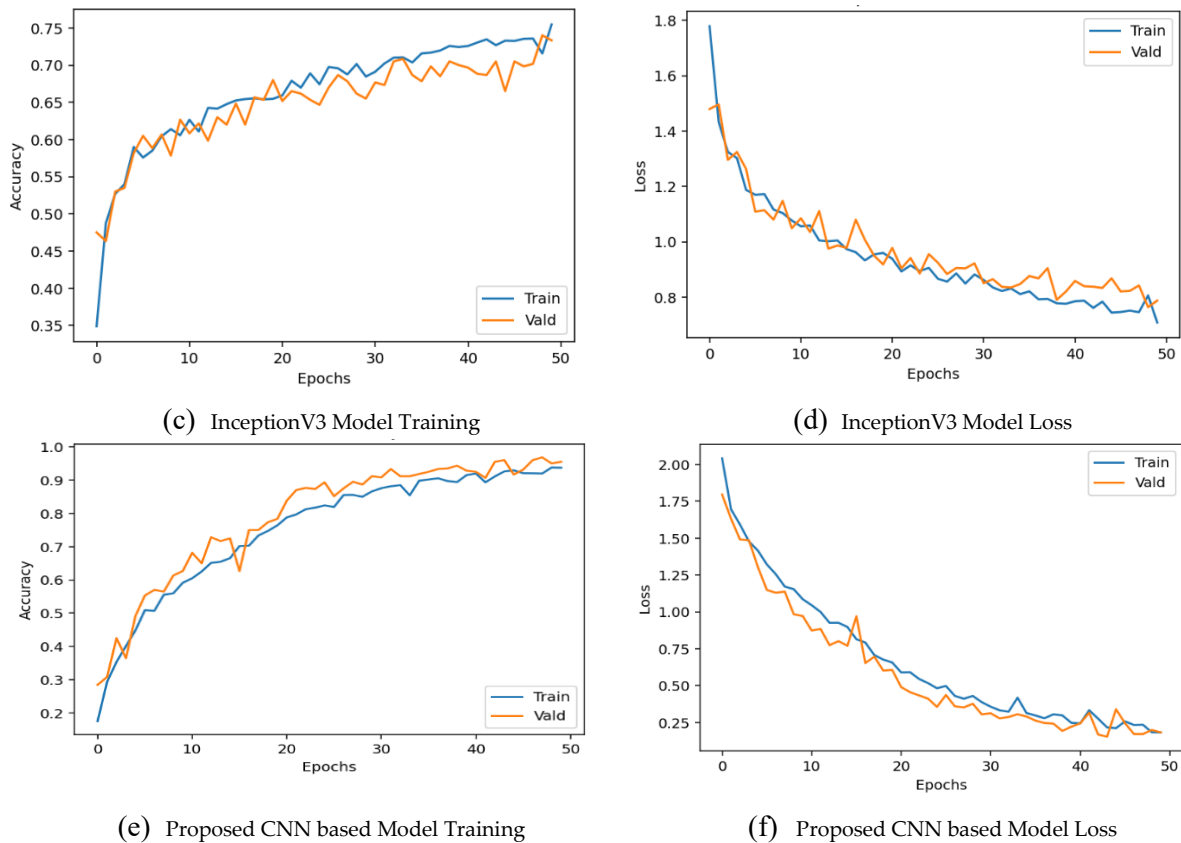 0.75
0.70
0.65
0.60
0.55
0.50
0.45
0.40
0.35
Accuracy
Train
Vald
0 10 20 30 40 50
Epochs
1.8
1.6
1.4
1.2
1.0
0.8
Loss
Train
Vald
0 10 20 30 40 50
Epochs
(c) InceptionV3 Model Training
(d) InceptionV3 Model Loss
1.0
0.9
0.8
0.7
0.6
0.5
0.4
0.3
0.2
Accuracy
Train
Vald
0 10 20 30 40 50
Epochs
2.00
1.75
1.50
1.25
1.00
0.75
0.50
0.25
Loss
Train
Vald
0 10 20 30 40 50
Epochs
(e) Proposed CNN based Model Training
(f) Proposed CNN based Model Loss